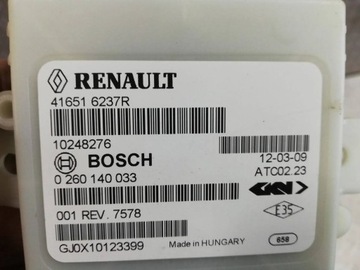 RENAULT
41651 6237R
10248276
BOSCH 12-03-09
0 260 140 033 ATC02.23
GKN
001 REV. 7578 E35
GJ0X10123399 Made in HUNGARY 658